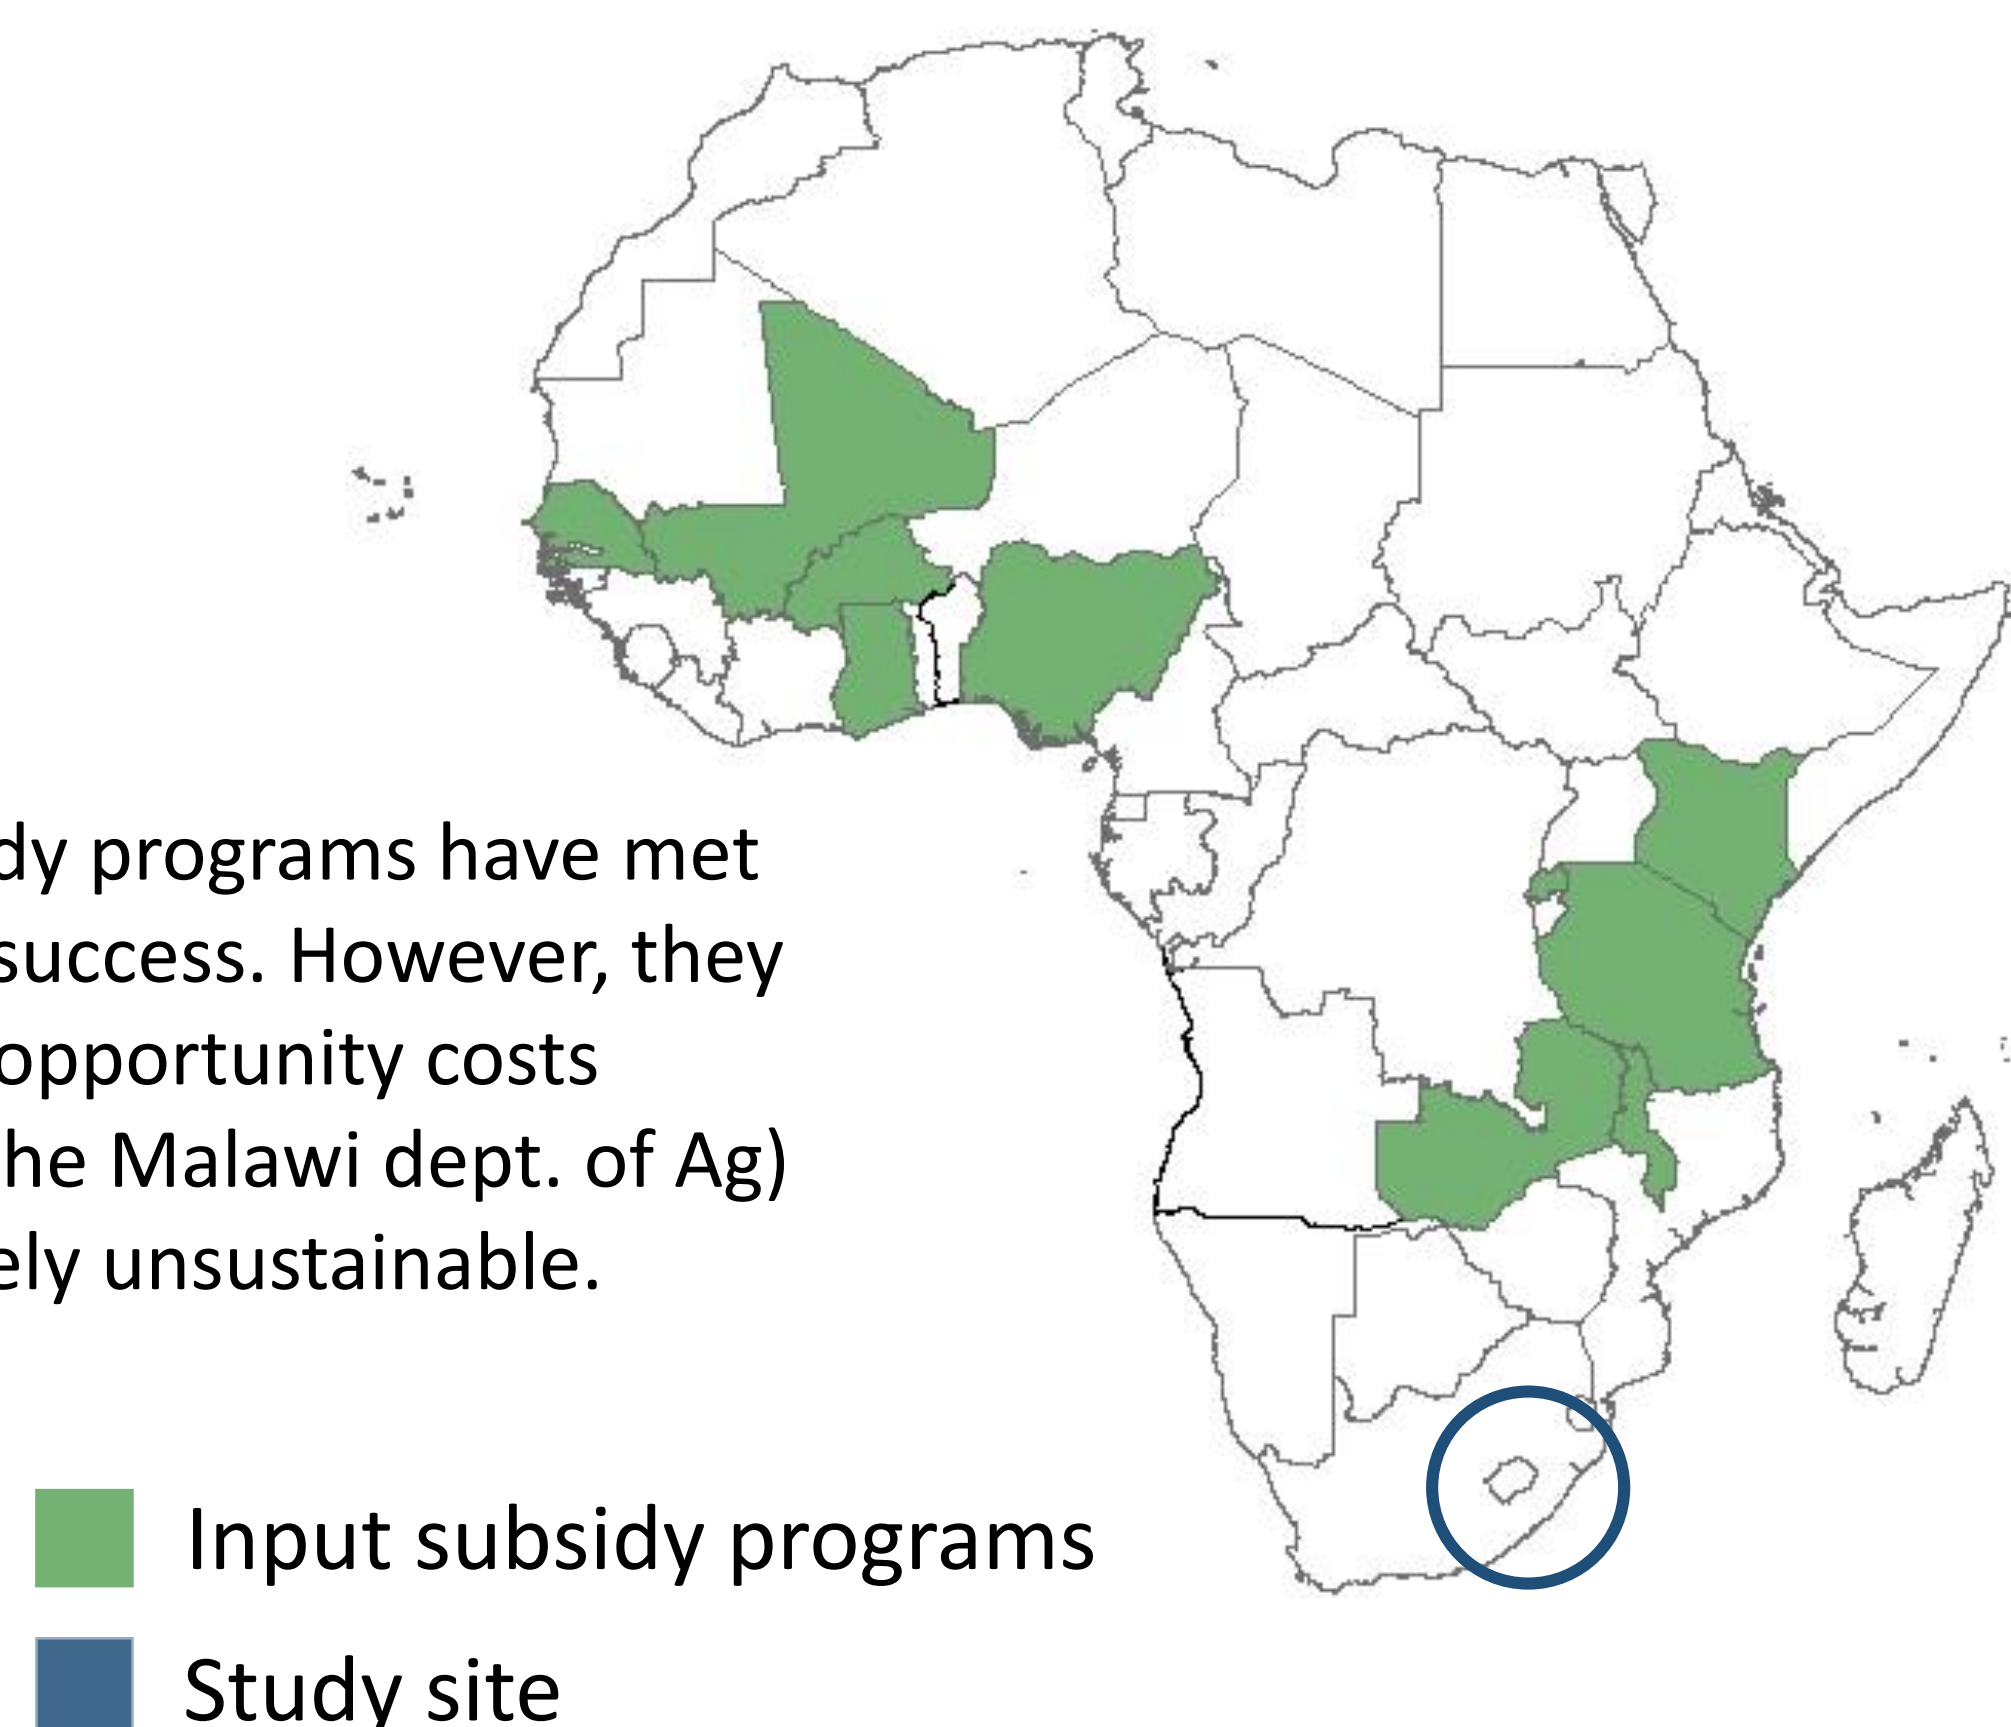 dy programs have met
success. However, they
opportunity costs
he Malawi dept. of Ag)
ely unsustainable.
Input subsidy programs
Study site